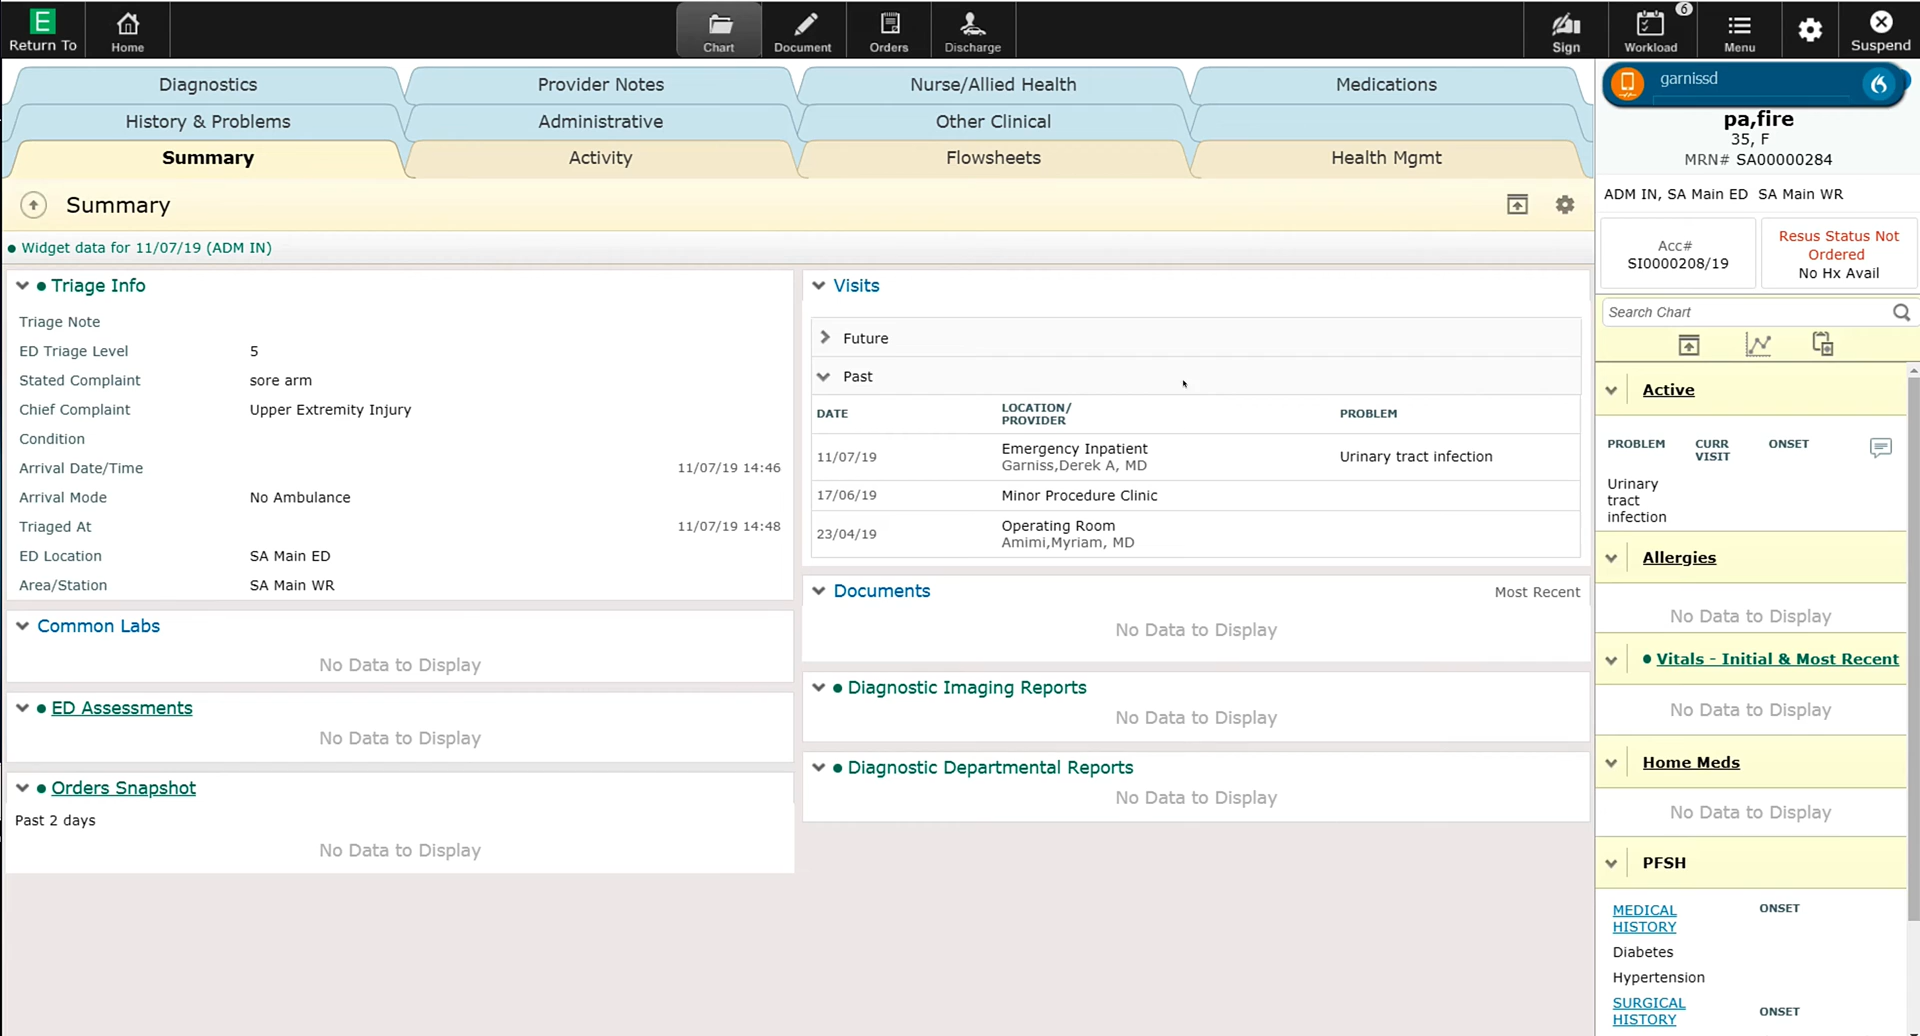 E
Return To
Home
Chart
Document
Orders
Discharge
Sign
6
Workload
Menu
Suspend
Diagnostics
Provider Notes
Nurse/Allied Health
Medications
History & Problems
Administrative
Other Clinical
Summary
Activity
Flowsheets
Health Mgmt
Summary
Widget data for 11/07/19 (ADM IN)
Triage Info
Triage Note
ED Triage Level 5
Stated Complaint sore arm
Chief Complaint Upper Extremity Injury
Condition
Arrival Date/Time 11/07/19 14:46
Arrival Mode No Ambulance
Triaged At 11/07/19 14:48
ED Location SA Main ED
Area/Station SA Main WR
Common Labs
No Data to Display
ED Assessments
No Data to Display
Orders Snapshot
Past 2 days
No Data to Display
Visits
Future
Past
DATE LOCATION/ PROBLEM
PROVIDER
11/07/19 Emergency Inpatient Urinary tract infection
Garniss,Derek A, MD
17/06/19 Minor Procedure Clinic
23/04/19 Operating Room
Amimi,Myriam, MD
Documents Most Recent
No Data to Display
Diagnostic Imaging Reports
No Data to Display
Diagnostic Departmental Reports
No Data to Display
garnissd
pa,fire
35, F
MRN# SA00000284
ADM IN, SA Main ED SA Main WR
Acc#
SI0000208/19
Resus Status Not
Ordered
No Hx Avail
Search Chart
Active
PROBLEM CURR ONSET
VISIT
Urinary
tract
infection
Allergies
No Data to Display
Vitals - Initial & Most Recent
No Data to Display
Home Meds
No Data to Display
PFSH
MEDICAL ONSET
HISTORY
Diabetes
Hypertension
SURGICAL ONSET
HISTORY